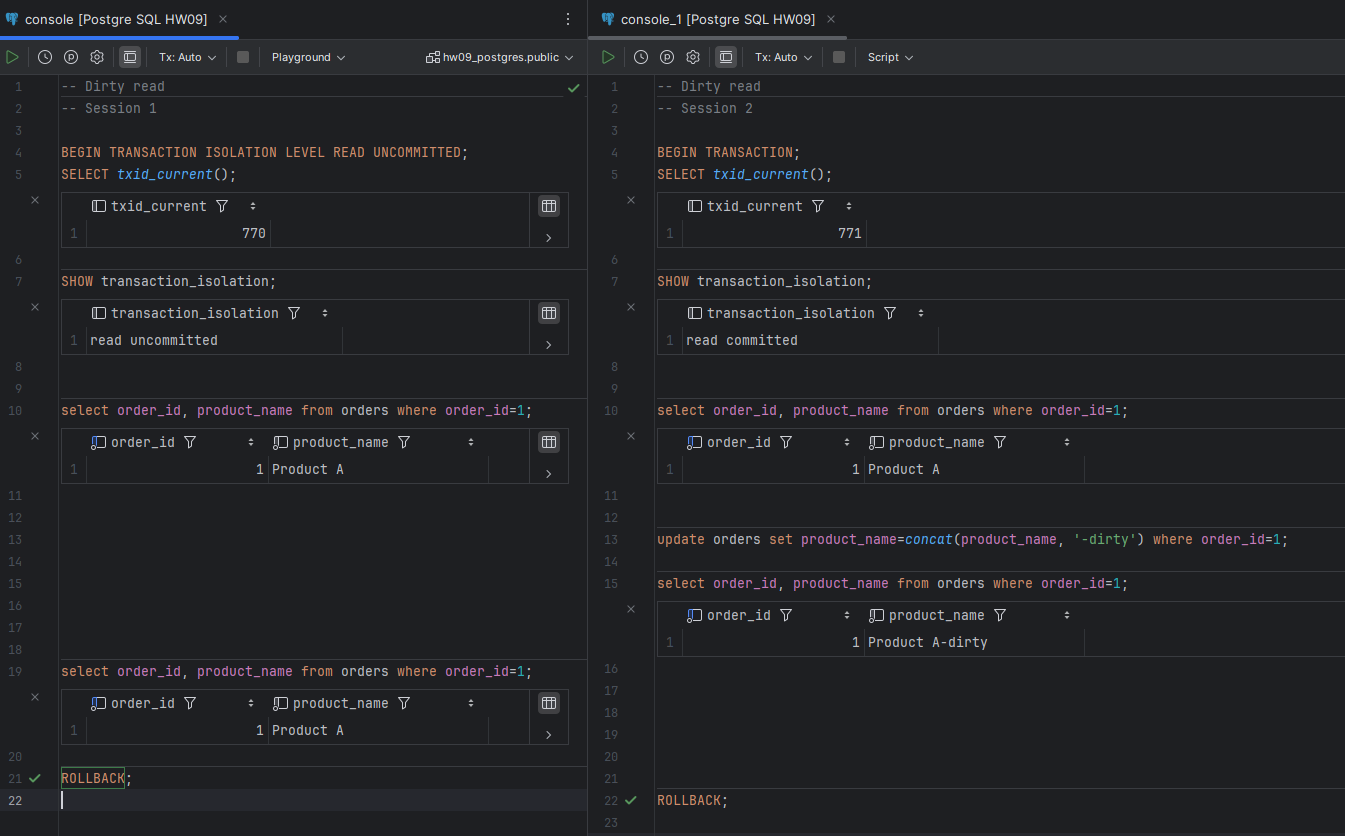 console [Postgre SQL HW09]
Tx: Auto
Playground
hw09_postgres.public
1 -- Dirty read
2 -- Session 1
3
4 BEGIN TRANSACTION ISOLATION LEVEL READ UNCOMMITTED;
5 SELECT txid_current();
txid_current
1 770
6
7 SHOW transaction_isolation;
transaction_isolation
1 read uncommitted
8
9
10 select order_id, product_name from orders where order_id=1;
order_id product_name
1 1 Product A
11
12
13
14
15
16
17
18
19 select order_id, product_name from orders where order_id=1;
order_id product_name
1 1 Product A
20
21 ROLLBACK;
22
console_1 [Postgre SQL HW09]
Tx: Auto
Script
1 -- Dirty read
2 -- Session 2
3
4 BEGIN TRANSACTION;
5 SELECT txid_current();
txid_current
1 771
6
7 SHOW transaction_isolation;
transaction_isolation
1 read committed
8
9
10 select order_id, product_name from orders where order_id=1;
order_id product_name
1 1 Product A
11
12
13 update orders set product_name=concat(product_name, '-dirty') where order_id=1;
14
15 select order_id, product_name from orders where order_id=1;
order_id product_name
1 1 Product A-dirty
16
17
18
19
20
21
22 ROLLBACK;
23